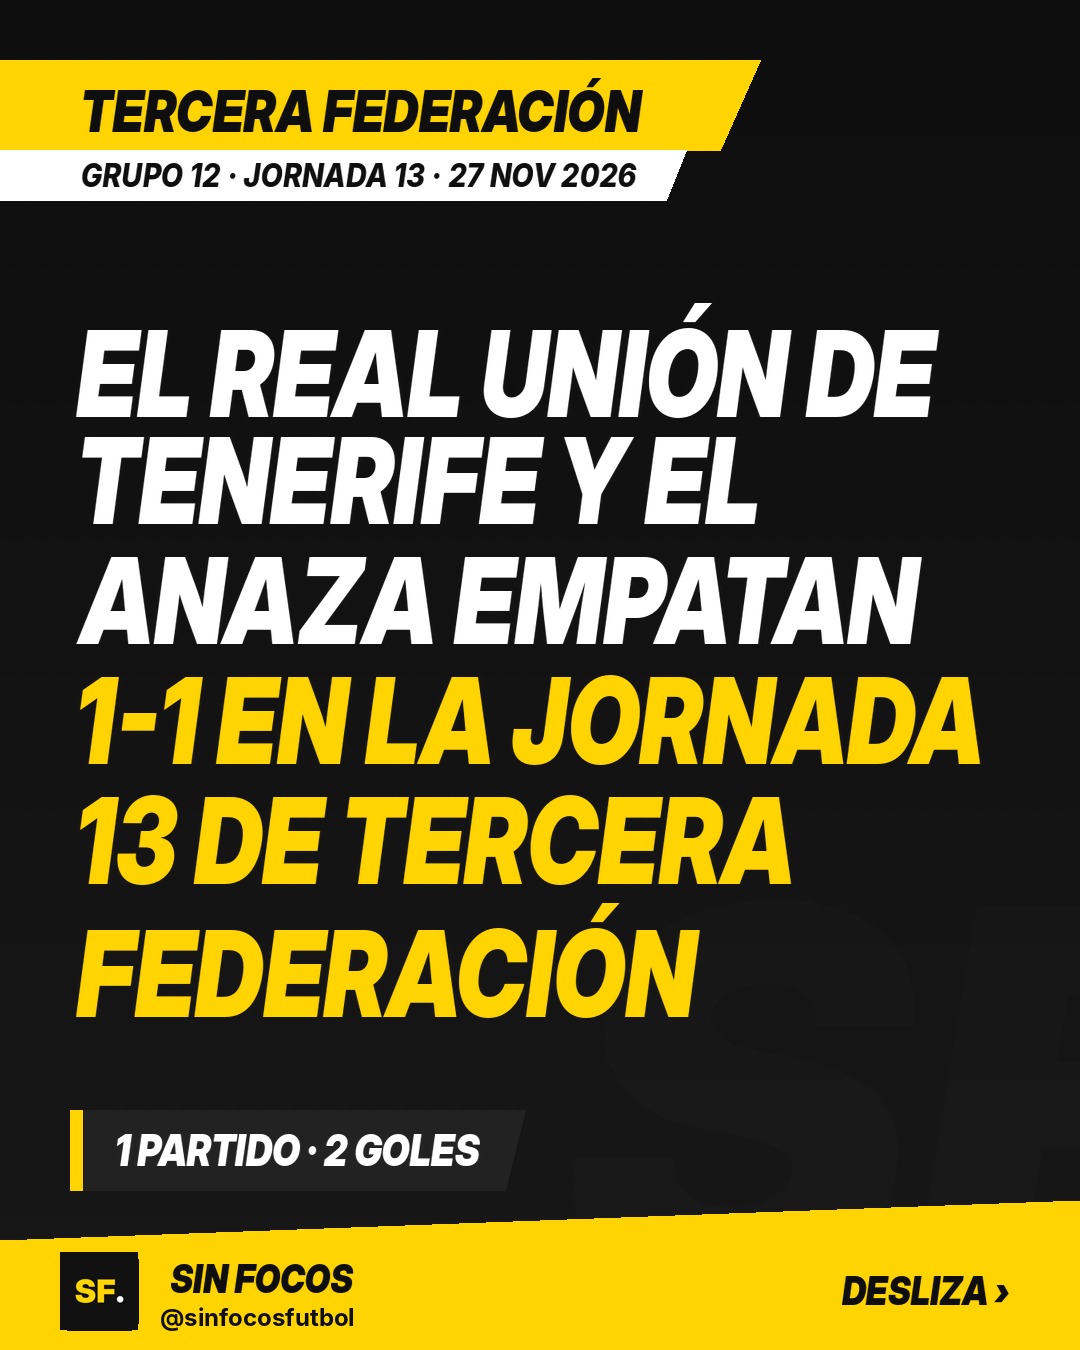 TERCERA FEDERACIÓN
GRUPO 12 · JORNADA 13 · 27 NOV 2026
EL REAL UNIÓN DE
TENERIFE Y EL
ANAZA EMPATAN
1-1 EN LA JORNADA
13 DE TERCERA
FEDERACIÓN
1 PARTIDO · 2 GOLES
SF.
SIN FOCOS
@sinfocosfutbol
DESLIZA ›
SF